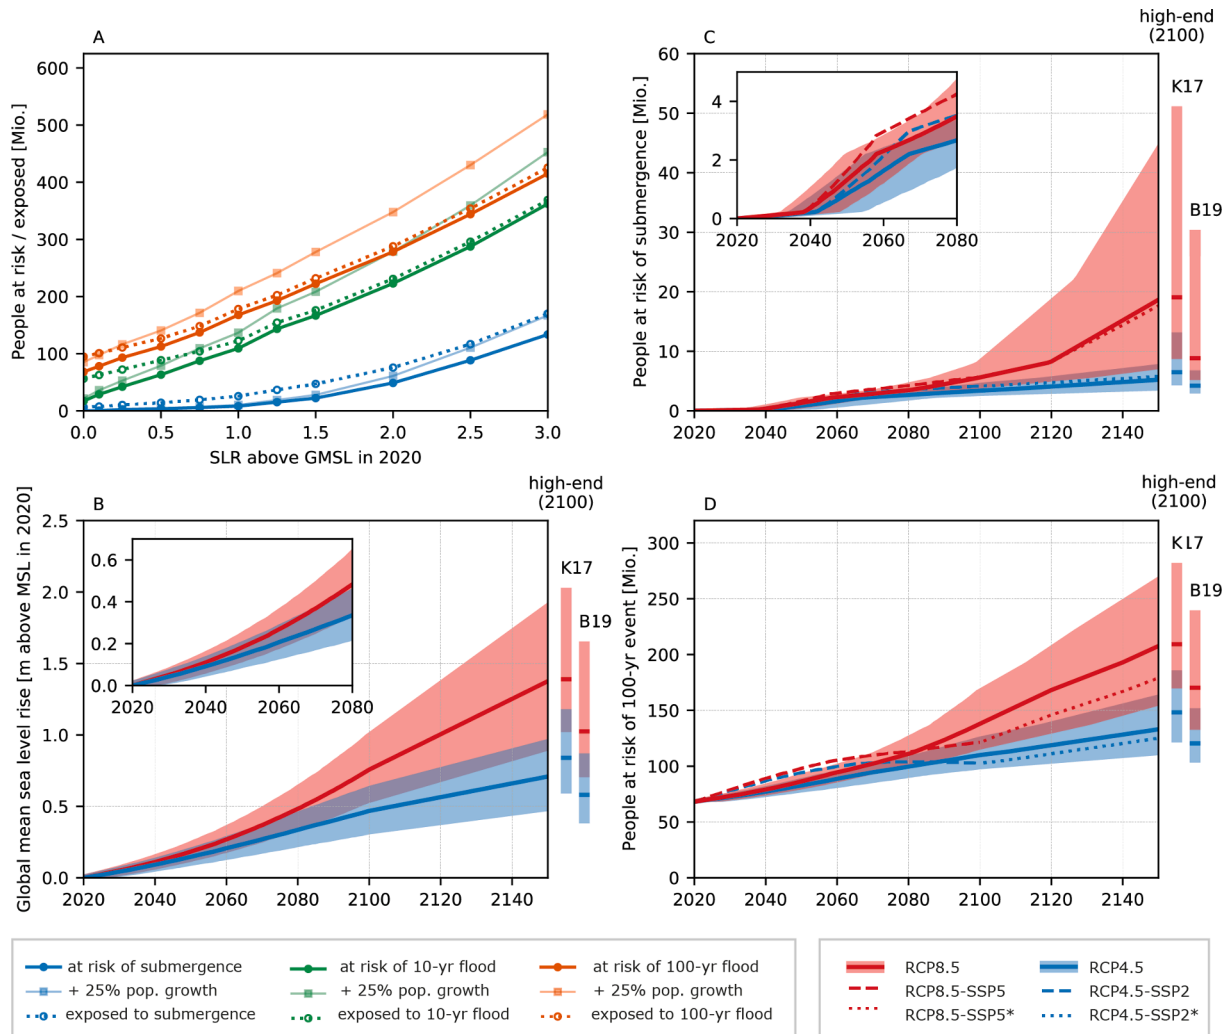 A
People at risk / exposed [Mio.]
600
500
400
300
200
100
0
0.0 0.5 1.0 1.5 2.0 2.5 3.0
SLR above GMSL in 2020
C
high-end
(2100)
K17
B19
People at risk of submergence [Mio.]
60
50
40
30
20
10
0
4
2
0
2020 2040 2060 2080
2020 2040 2060 2080 2100 2120 2140
B
high-end
(2100)
K17
B19
Global mean sea level rise [m above MSL in 2020]
2.5
2.0
1.5
1.0
0.5
0.0
0.6
0.4
0.2
0.0
2020 2040 2060 2080
2020 2040 2060 2080 2100 2120 2140
D
high-end
(2100)
K17
B19
People at risk of 100-yr event [Mio.]
300
250
200
150
100
50
0
2020 2040 2060 2080 2100 2120 2140
at risk of submergence
+ 25% pop. growth
exposed to submergence
at risk of 10-yr flood
+ 25% pop. growth
exposed to 10-yr flood
at risk of 100-yr flood
+ 25% pop. growth
exposed to 100-yr flood
RCP8.5
RCP8.5-SSP5
RCP8.5-SSP5*
RCP4.5
RCP4.5-SSP2
RCP4.5-SSP2*